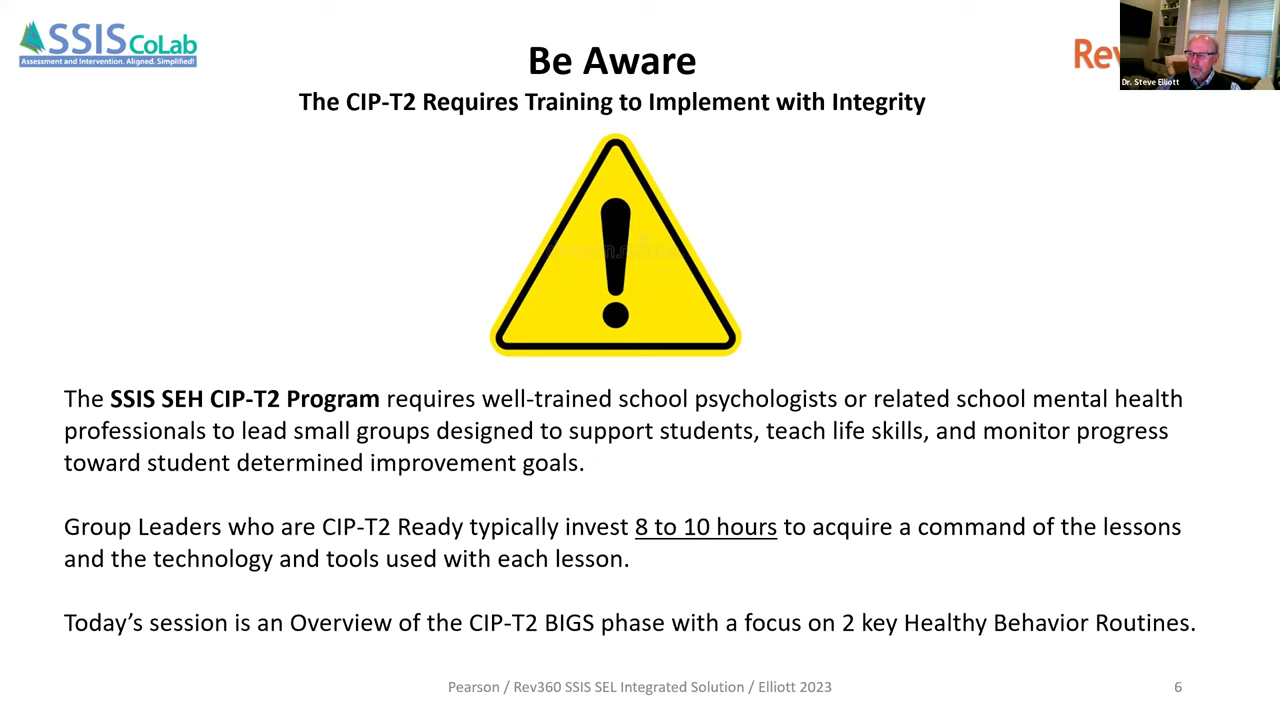 SSIS CoLab
Assessment and Intervention. Aligned. Simplified!
Be Aware
Rev
Dr. Steve Elliott
The CIP-T2 Requires Training to Implement with Integrity
The SSIS SEH CIP-T2 Program requires well-trained school psychologists or related school mental health
professionals to lead small groups designed to support students, teach life skills, and monitor progress
toward student determined improvement goals.
Group Leaders who are CIP-T2 Ready typically invest 8 to 10 hours to acquire a command of the lessons
and the technology and tools used with each lesson.
Today’s session is an Overview of the CIP-T2 BIGS phase with a focus on 2 key Healthy Behavior Routines.
Pearson / Rev360 SSIS SEL Integrated Solution / Elliott 2023
6